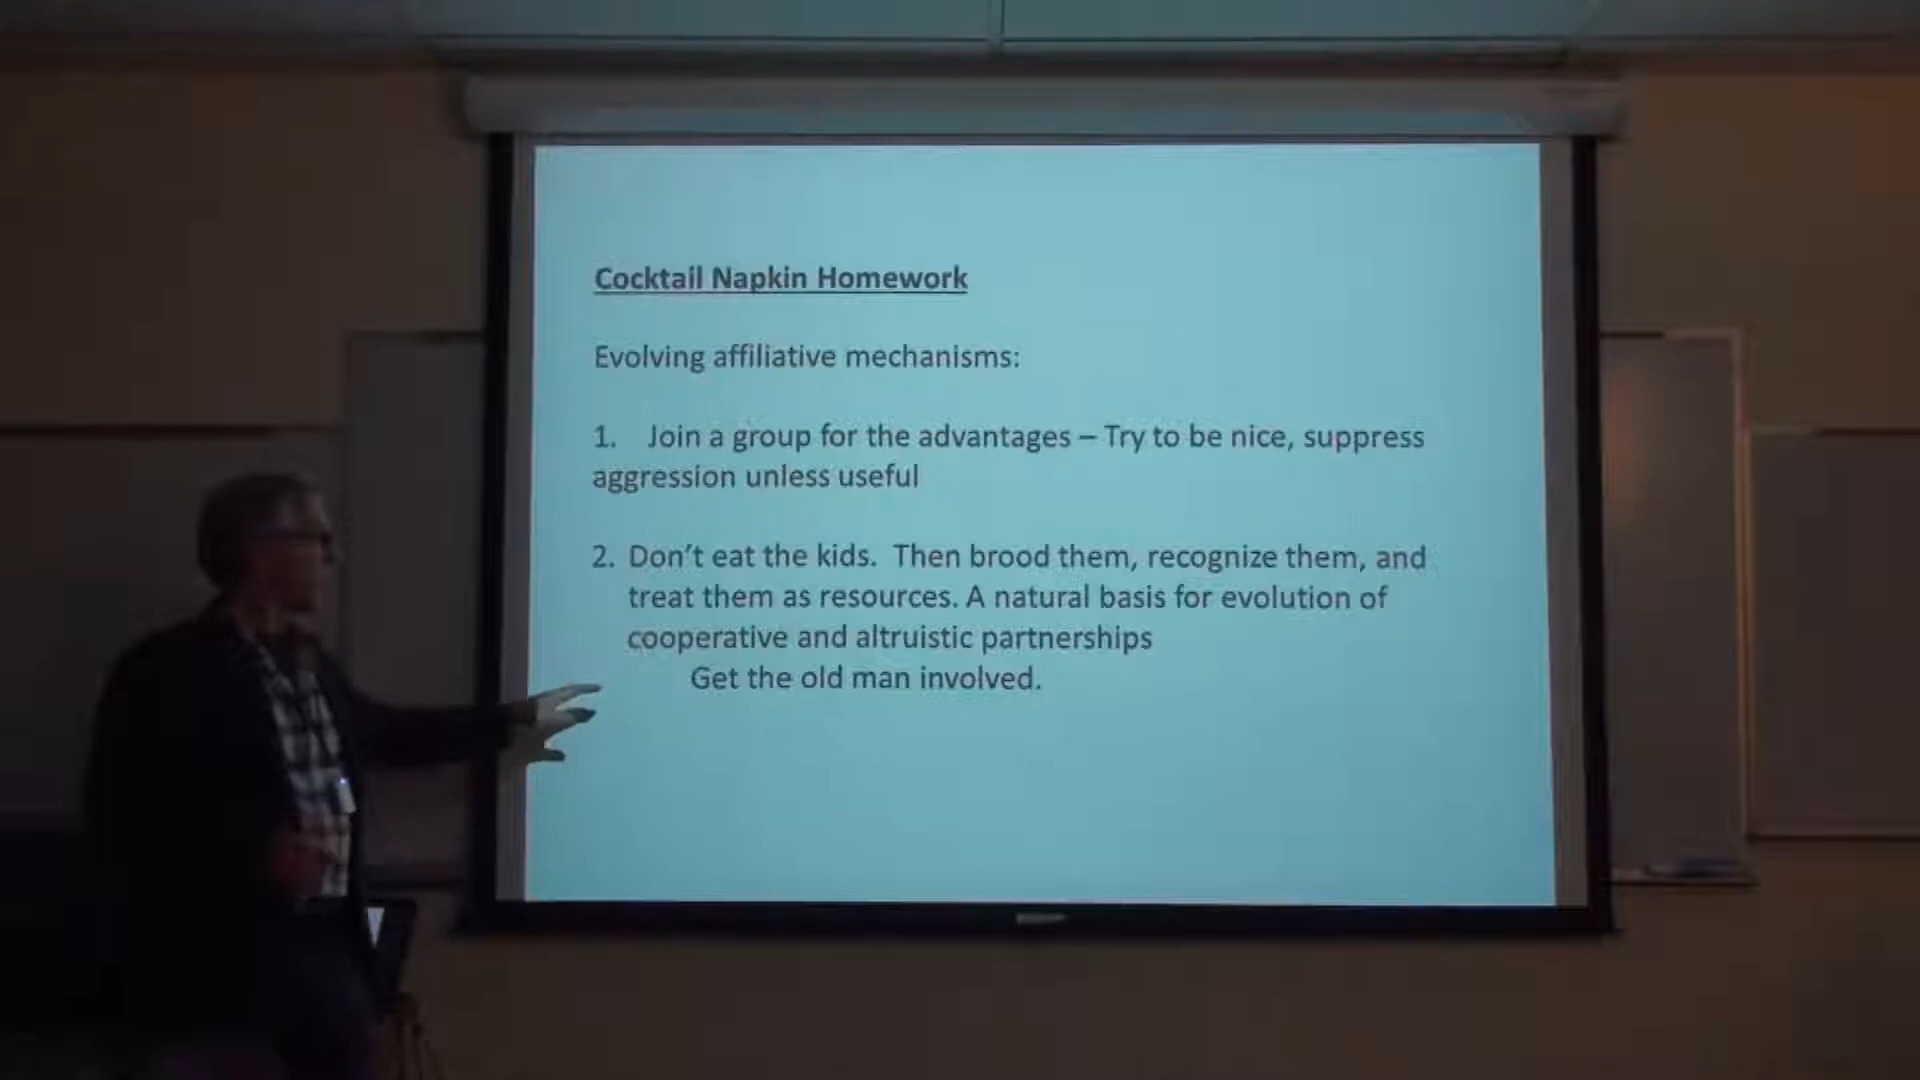 Cocktail Napkin Homework
Evolving affiliative mechanisms:
1. Join a group for the advantages – Try to be nice, suppress
aggression unless useful
2. Don't eat the kids. Then brood them, recognize them, and
treat them as resources. A natural basis for evolution of
cooperative and altruistic partnerships
Get the old man involved.